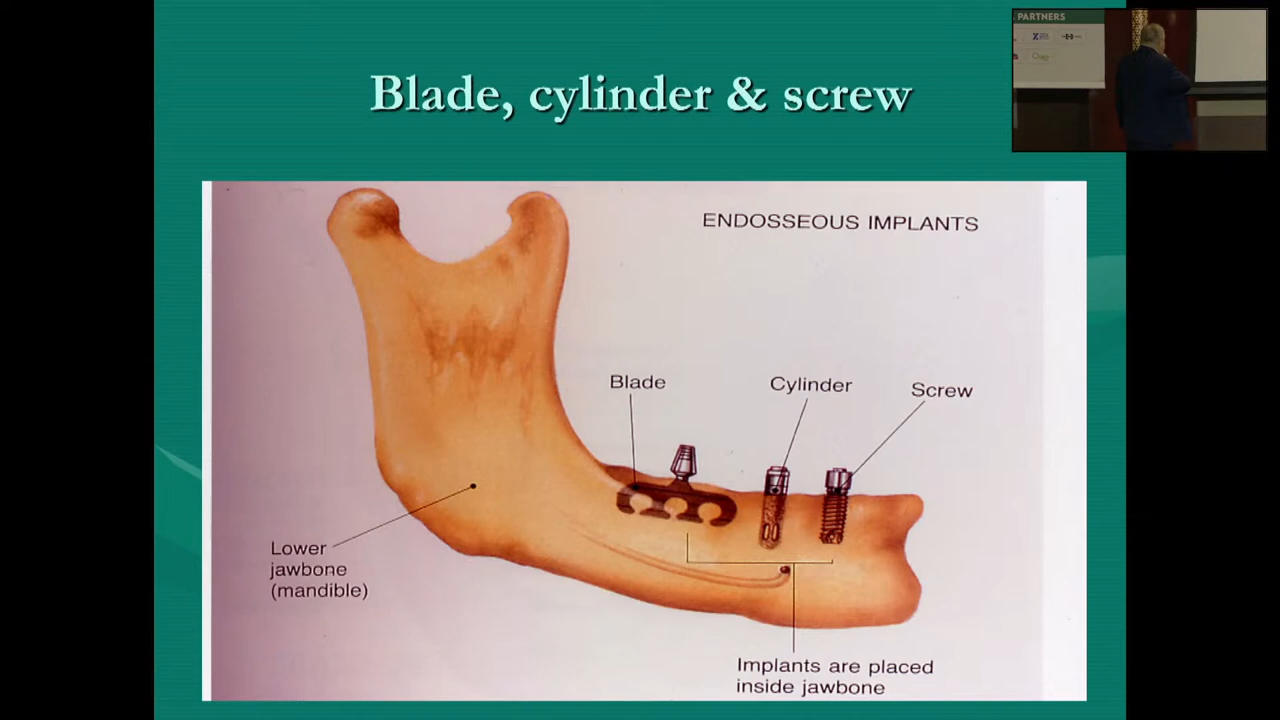 Blade, cylinder & screw
PARTNERS
ENDOSSEOUS IMPLANTS
Blade
Cylinder
Screw
Lower
jawbone
(mandible)
Implants are placed
inside jawbone